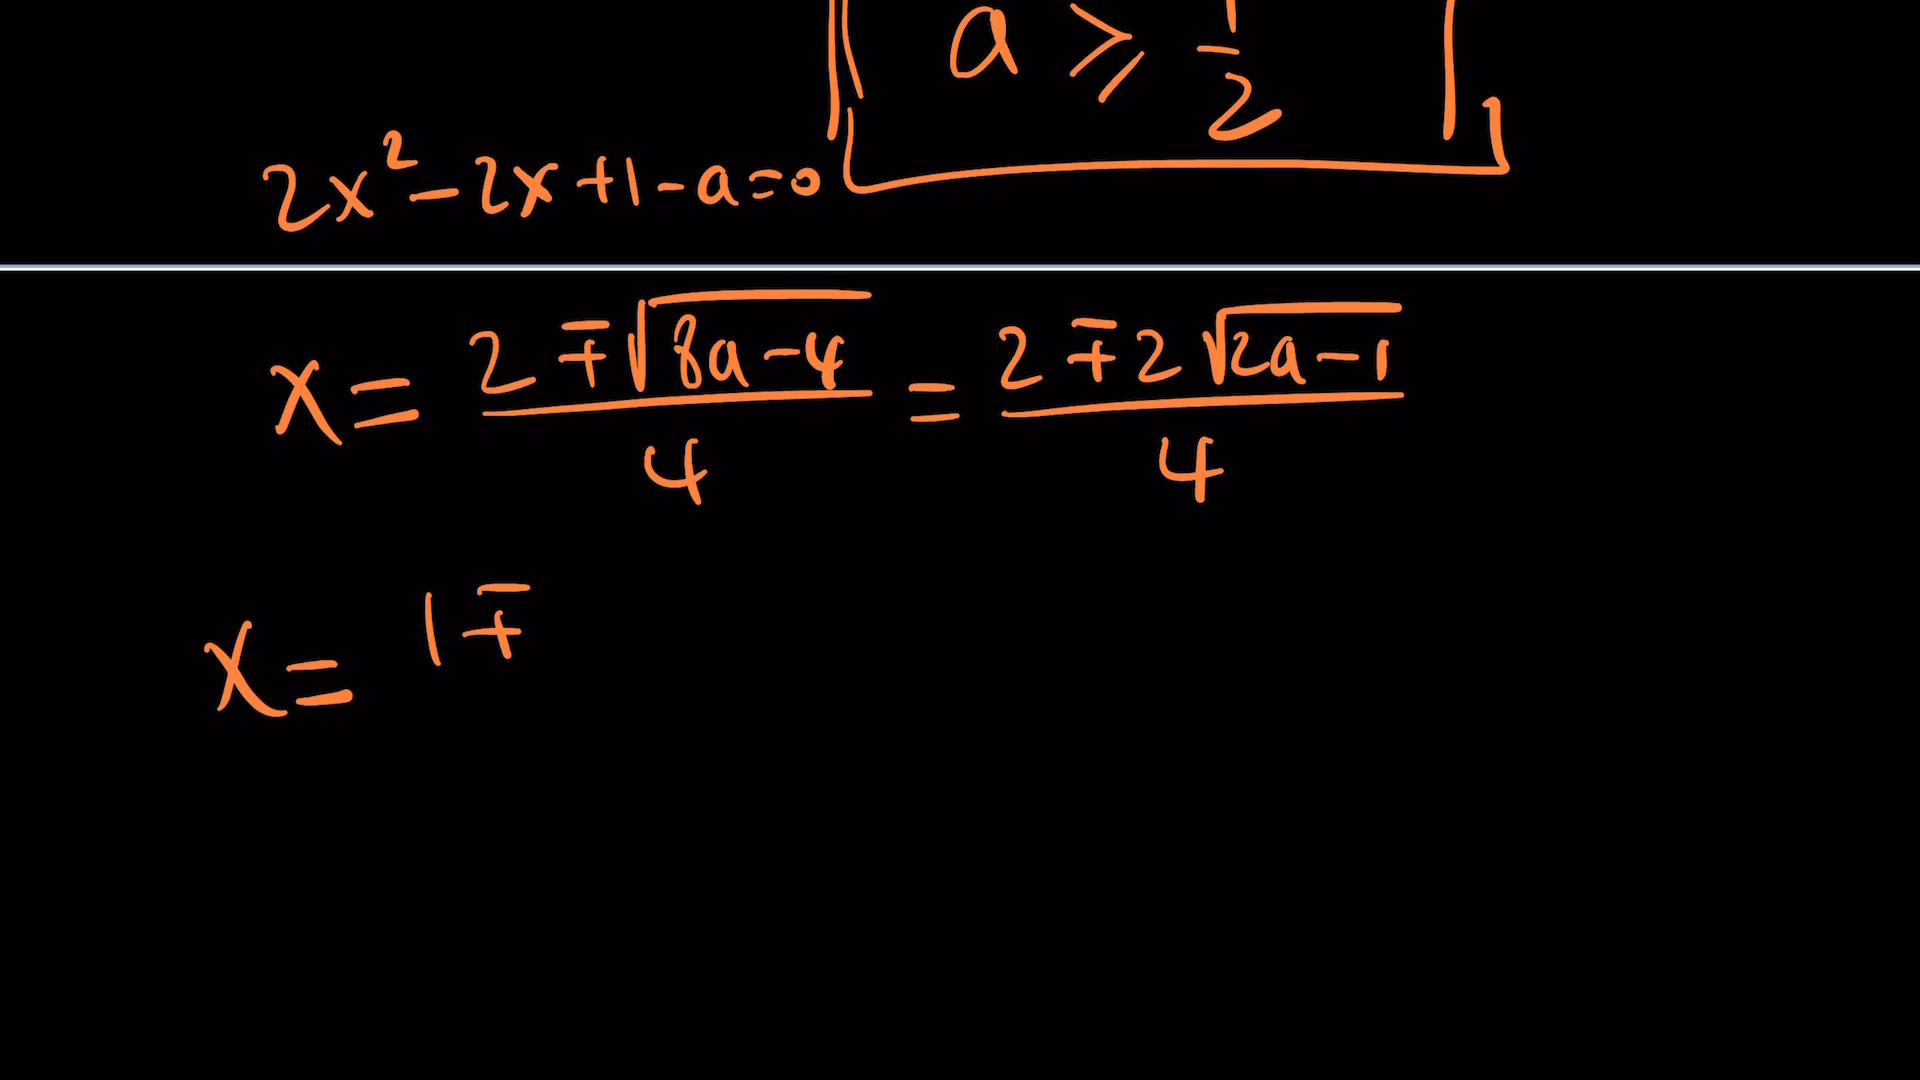 a ⩾ 1/2
2x² - 2x + 1 - a = 0
x = (2 ∓ √(8a - 4))/4 = (2 ∓ 2√(2a - 1))/4
x = 1 ∓